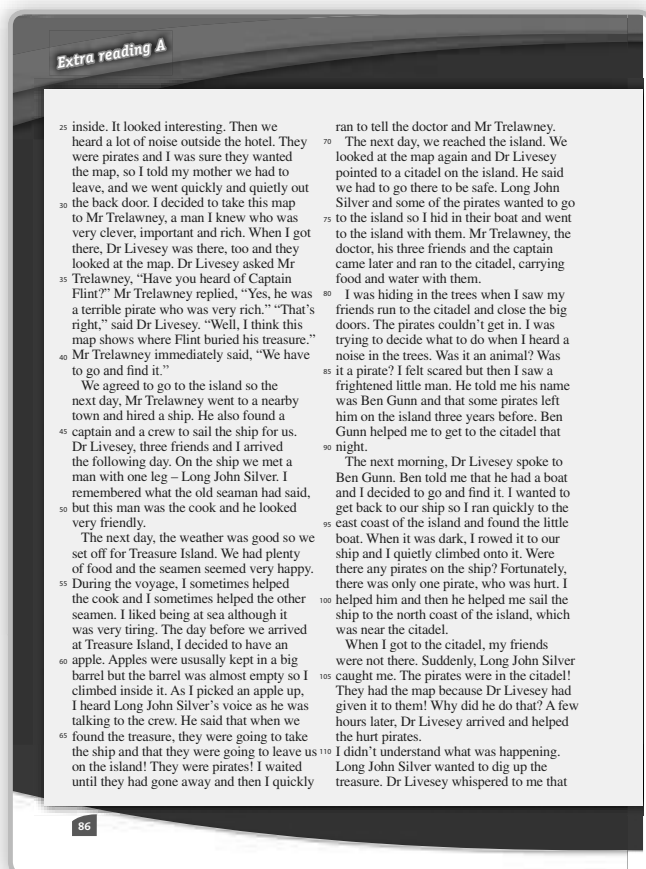 Extra reading A
25 inside. It looked interesting. Then we
heard a lot of noise outside the hotel. They
were pirates and I was sure they wanted
the map, so I told my mother we had to
leave, and we went quickly and quietly out
30 the back door. I decided to take this map
to Mr Trelawney, a man I knew who was
very clever, important and rich. When I got
there, Dr Livesey was there, too and they
looked at the map. Dr Livesey asked Mr
35 Trelawney, “Have you heard of Captain
Flint?” Mr Trelawney replied, “Yes, he was
a terrible pirate who was very rich.” “That’s
right,” said Dr Livesey. “Well, I think this
map shows where Flint buried his treasure.”
40 Mr Trelawney immediately said, “We have
to go and find it.”
We agreed to go to the island so the
next day, Mr Trelawney went to a nearby
town and hired a ship. He also found a
45 captain and a crew to sail the ship for us.
Dr Livesey, three friends and I arrived
the following day. On the ship we met a
man with one leg – Long John Silver. I
remembered what the old seaman had said,
50 but this man was the cook and he looked
very friendly.
The next day, the weather was good so we
set off for Treasure Island. We had plenty
of food and the seamen seemed very happy.
55 During the voyage, I sometimes helped
the cook and I sometimes helped the other
seamen. I liked being at sea although it
was very tiring. The day before we arrived
at Treasure Island, I decided to have an
60 apple. Apples were ususally kept in a big
barrel but the barrel was almost empty so I
climbed inside it. As I picked an apple up,
I heard Long John Silver’s voice as he was
talking to the crew. He said that when we
65 found the treasure, they were going to take
the ship and that they were going to leave us
on the island! They were pirates! I waited
until they had gone away and then I quickly
ran to tell the doctor and Mr Trelawney.
70 The next day, we reached the island. We
looked at the map again and Dr Livesey
pointed to a citadel on the island. He said
we had to go there to be safe. Long John
Silver and some of the pirates wanted to go
75 to the island so I hid in their boat and went
to the island with them. Mr Trelawney, the
doctor, his three friends and the captain
came later and ran to the citadel, carrying
food and water with them.
80 I was hiding in the trees when I saw my
friends run to the citadel and close the big
doors. The pirates couldn’t get in. I was
trying to decide what to do when I heard a
noise in the trees. Was it an animal? Was
85 it a pirate? I felt scared but then I saw a
frightened little man. He told me his name
was Ben Gunn and that some pirates left
him on the island three years before. Ben
Gunn helped me to get to the citadel that
90 night.
The next morning, Dr Livesey spoke to
Ben Gunn. Ben told me that he had a boat
and I decided to go and find it. I wanted to
get back to our ship so I ran quickly to the
95 east coast of the island and found the little
boat. When it was dark, I rowed it to our
ship and I quietly climbed onto it. Were
there any pirates on the ship? Fortunately,
there was only one pirate, who was hurt. I
100 helped him and then he helped me sail the
ship to the north coast of the island, which
was near the citadel.
When I got to the citadel, my friends
were not there. Suddenly, Long John Silver
105 caught me. The pirates were in the citadel!
They had the map because Dr Livesey had
given it to them! Why did he do that? A few
hours later, Dr Livesey arrived and helped
the hurt pirates.
110 I didn’t understand what was happening.
Long John Silver wanted to dig up the
treasure. Dr Livesey whispered to me that
86